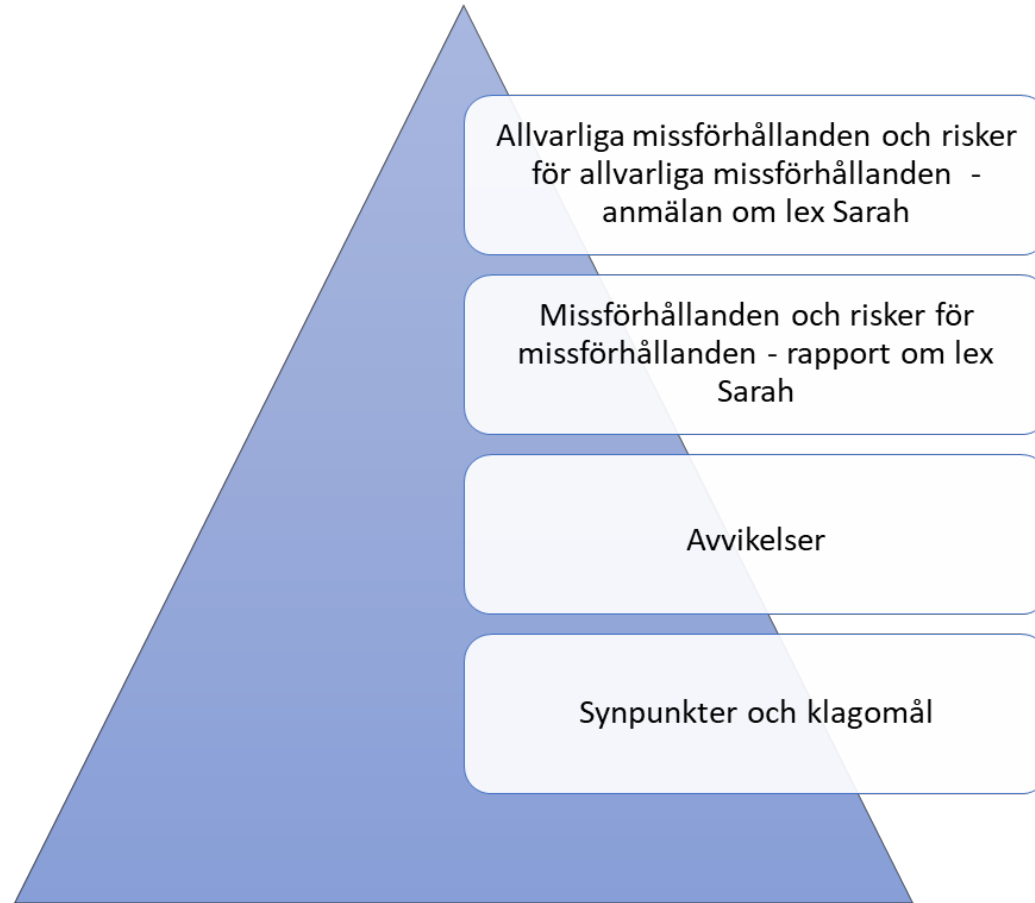 Allvarliga missförhållanden och risker
för allvarliga missförhållanden  -
anmälan om lex Sarah
Missförhållanden och risker för
missförhållanden - rapport om lex
Sarah
Avvikelser
Synpunkter och klagomål